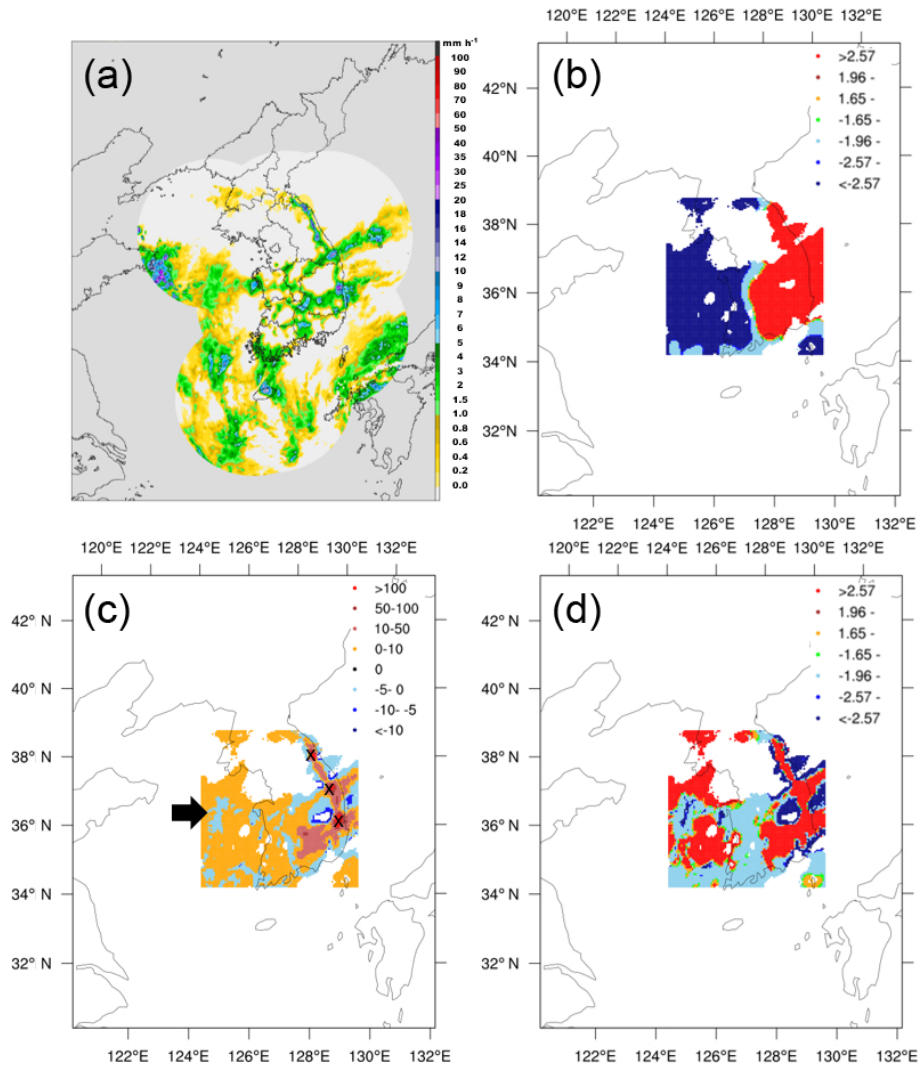 (a)
mm h⁻¹
100
90
80
70
60
50
40
35
30
25
20
18
16
14
12
10
9
8
7
6
5
4
3
2
1.5
1.0
0.8
0.6
0.4
0.2
0.0
120°E 122°E 124°E 126°E 128°E 130°E 132°E
(b)
>2.57
1.96 -
1.65 -
-1.65 -
-1.96 -
-2.57 -
<-2.57
42° N
40° N
38° N
36° N
34° N
32° N
122°E 124°E 126°E 128°E 130°E 132°E
120°E 122°E 124°E 126°E 128°E 130°E 132°E
(c)
>100
50-100
10-50
0-10
0
-5- 0
-10- -5
<-10
42° N
40° N
38° N
36° N
34° N
32° N
X
X
X
122°E 124°E 126°E 128°E 130°E 132°E
120°E 122°E 124°E 126°E 128°E 130°E 132°E
(d)
>2.57
1.96 -
1.65 -
-1.65 -
-1.96 -
-2.57 -
<-2.57
42° N
40° N
38° N
36° N
34° N
32° N
122°E 124°E 126°E 128°E 130°E 132°E